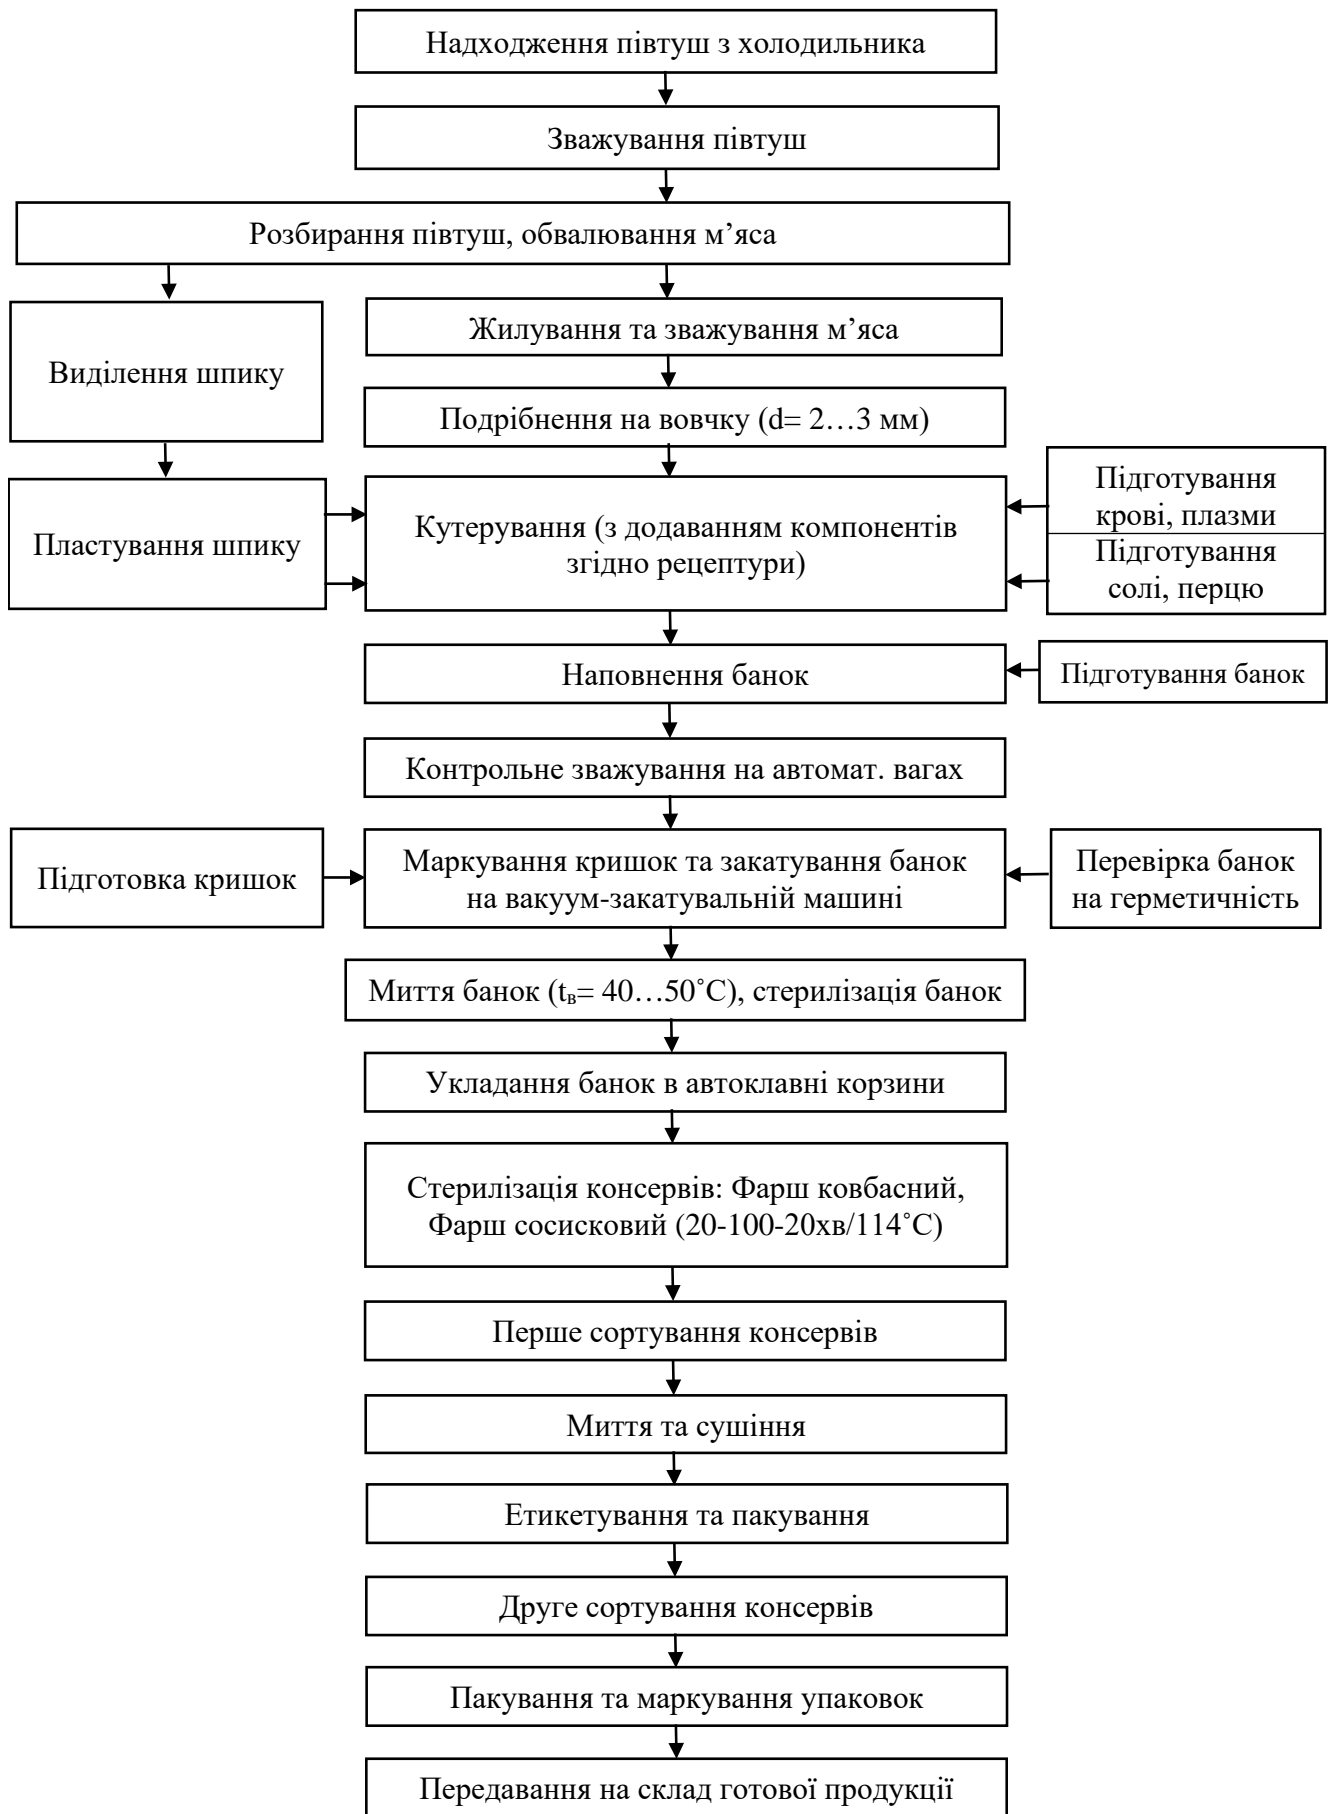 Надходження півтуш з холодильника
Зважування півтуш
Розбирання півтуш, обвалювання м’яса
Виділення шпику
Жилування та зважування м’яса
Подрібнення на вовчку (d= 2…3 мм)
Пластування шпику
Кутерування (з додаванням компонентів
згідно рецептури)
Підготування
крові, плазми
Підготування
солі, перцю
Наповнення банок
Підготування банок
Контрольне зважування на автомат. вагах
Підготовка кришок
Маркування кришок та закатування банок
на вакуум-закатувальній машині
Перевірка банок
на герметичність
Миття банок (tв= 40…50˚С), стерилізація банок
Укладання банок в автоклавні корзини
Стерилізація консервів: Фарш ковбасний,
Фарш сосисковий (20-100-20хв/114˚С)
Перше сортування консервів
Миття та сушіння
Етикетування та пакування
Друге сортування консервів
Пакування та маркування упаковок
Передавання на склад готової продукції